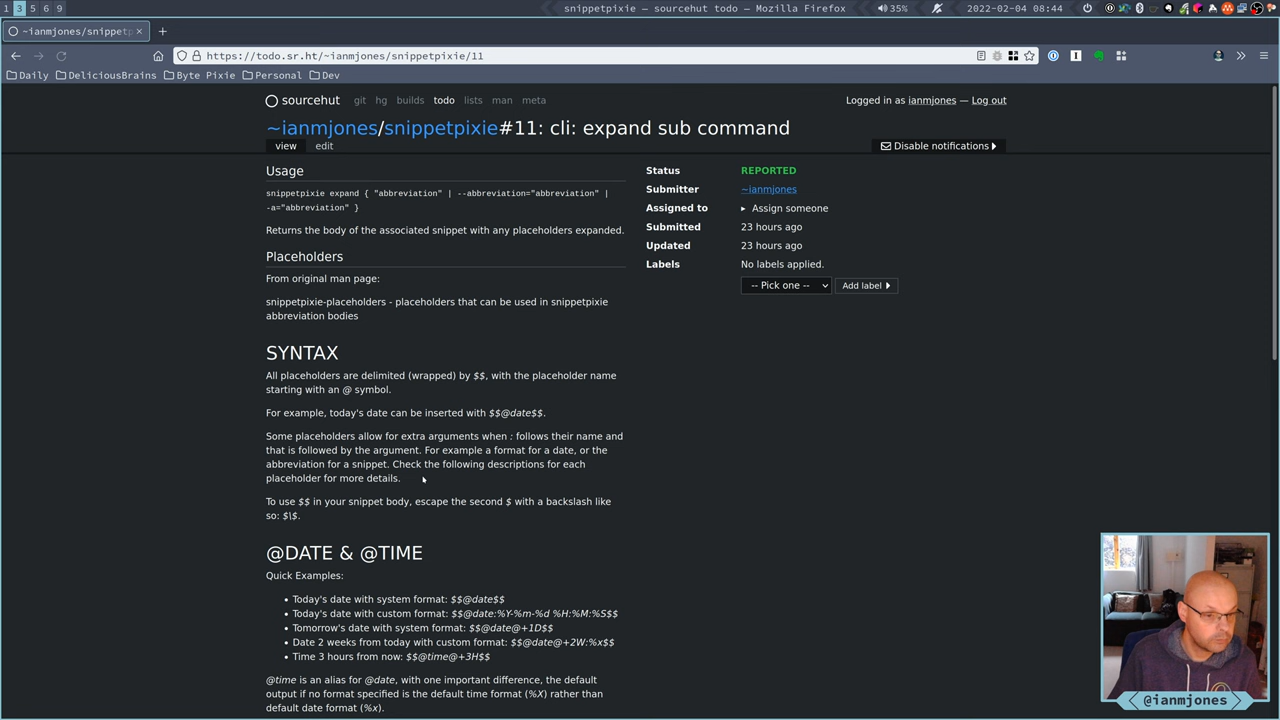 1 3 5 6 9
snippetpixie — sourcehut todo — Mozilla Firefox
35%
2022-02-04 08:44
~ianmjones/snippetp
https://todo.sr.ht/~ianmjones/snippetpixie/11
Daily DeliciousBrains Byte Pixie Personal Dev
sourcehut git hg builds todo lists man meta
Logged in as ianmjones — Log out
~ianmjones/snippetpixie#11: cli: expand sub command
view edit
Disable notifications
Usage
snippetpixie expand { "abbreviation" | --abbreviation="abbreviation" |
-a="abbreviation" }
Returns the body of the associated snippet with any placeholders expanded.
Placeholders
From original man page:
snippetpixie-placeholders - placeholders that can be used in snippetpixie
abbreviation bodies
SYNTAX
All placeholders are delimited (wrapped) by $$, with the placeholder name
starting with an @ symbol.
For example, today's date can be inserted with $$@date$$.
Some placeholders allow for extra arguments when : follows their name and
that is followed by the argument. For example a format for a date, or the
abbreviation for a snippet. Check the following descriptions for each
placeholder for more details.
To use $$ in your snippet body, escape the second $ with a backslash like
so: $\$.
@DATE & @TIME
Quick Examples:
• Today's date with system format: $$@date$$
• Today's date with custom format: $$@date:%Y-%m-%d %H:%M:%S$$
• Tomorrow's date with system format: $$@date@+1D$$
• Date 2 weeks from today with custom format: $$@date@+2W:%x$$
• Time 3 hours from now: $$@time@+3H$$
@time is an alias for @date, with one important difference, the default
output if no format specified is the default time format (%X) rather than
default date format (%x).
Status REPORTED
Submitter ~ianmjones
Assigned to ▸ Assign someone
Submitted 23 hours ago
Updated 23 hours ago
Labels No labels applied.
-- Pick one -- Add label
@ianmjones